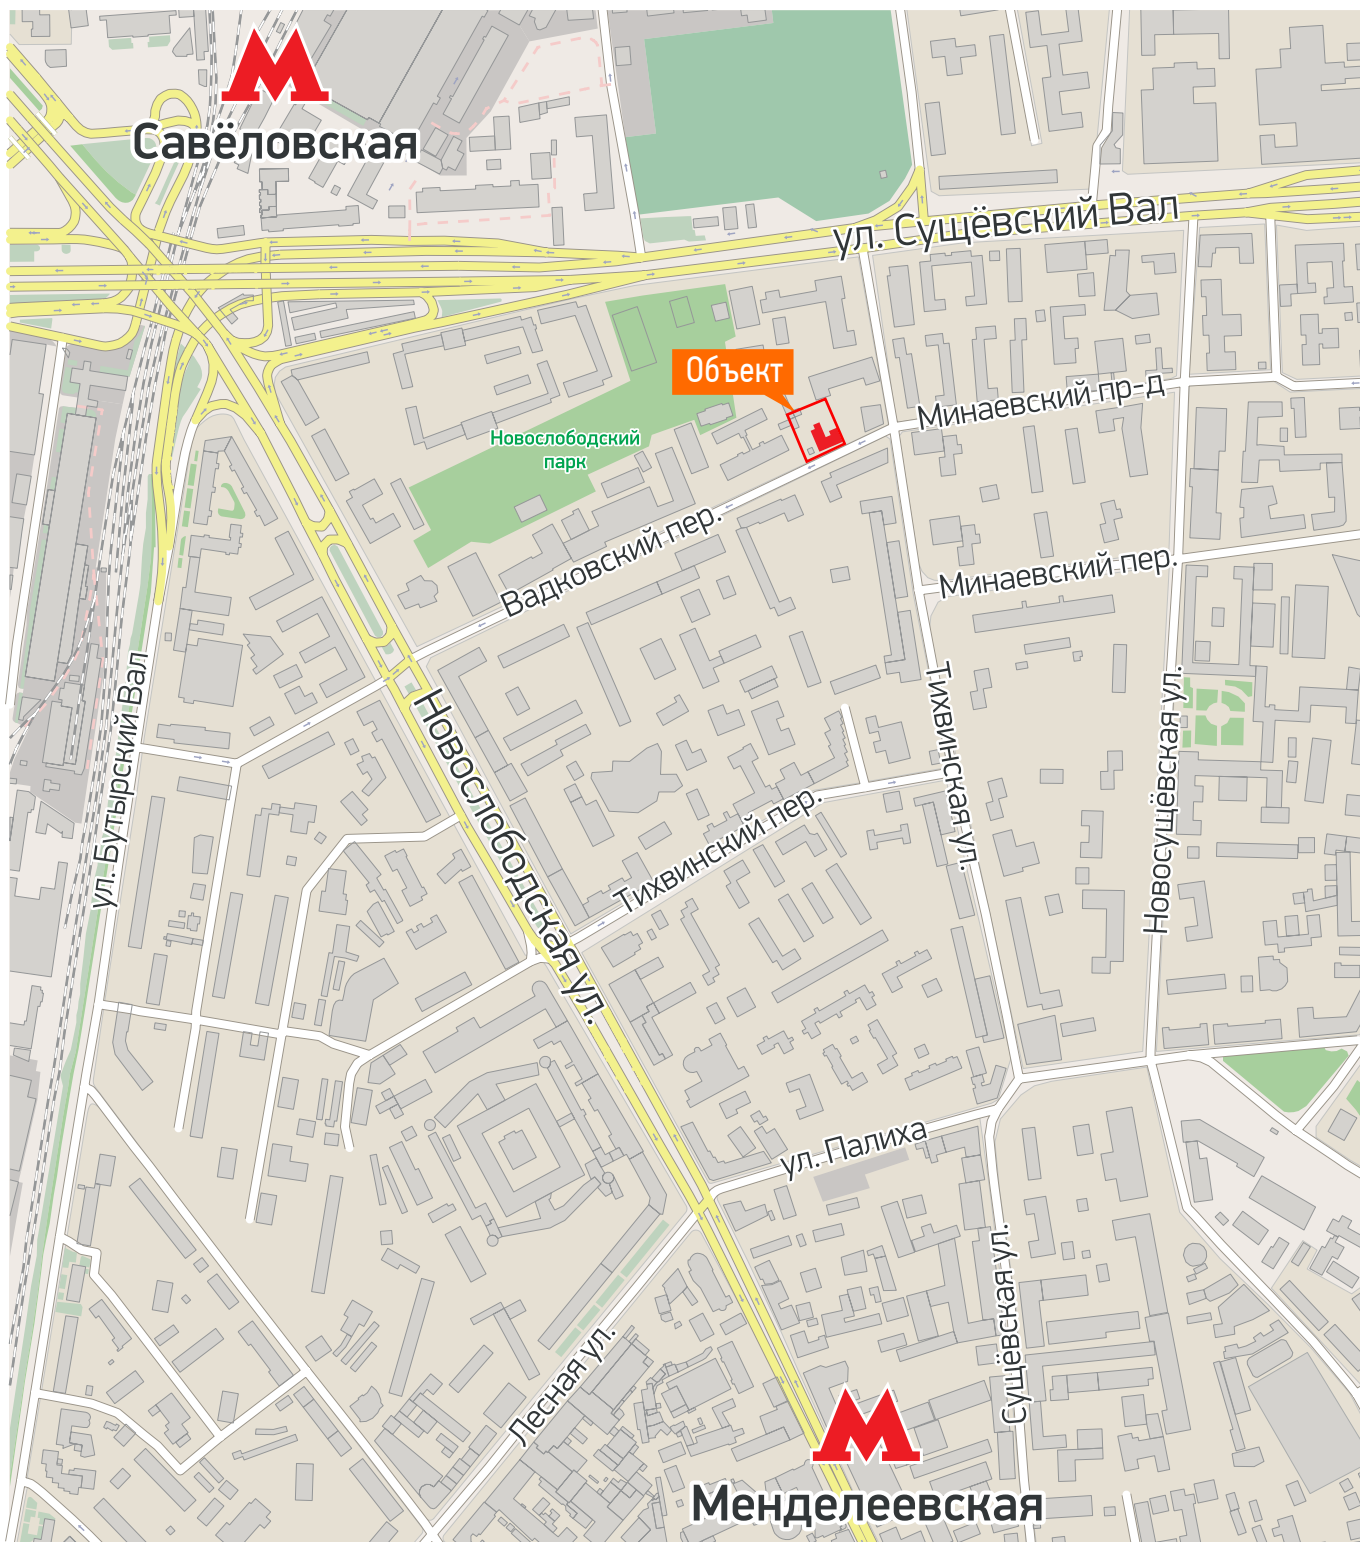 Савёловская
ул. Сущёвский Вал
Объект
Минаевский пр-д
Новослободский
парк
Вадковский пер.
Минаевский пер.
ул. Бутырский Вал
Новослободская ул.
Тихвинская ул.
Новосущёвская ул.
Тихвинский пер.
ул. Палиха
Сущёвская ул.
Лесная ул.
Менделеевская